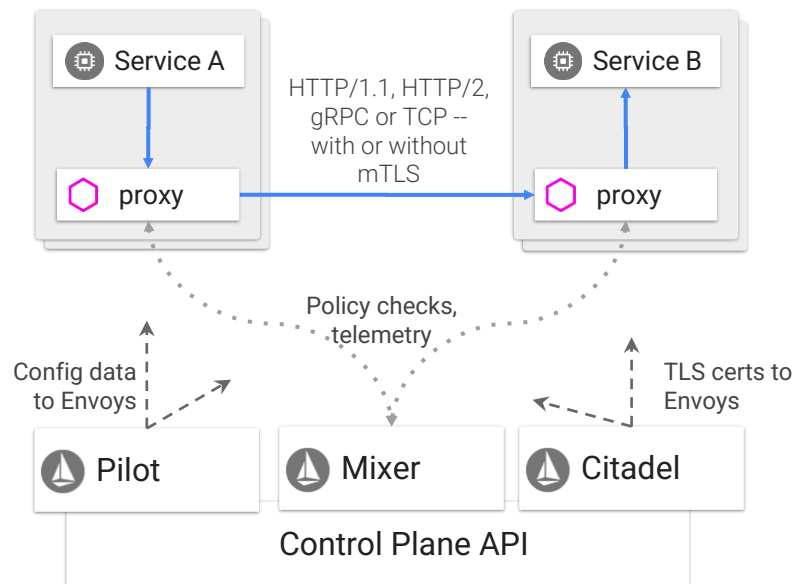 Service A
Service B
HTTP/1.1, HTTP/2,
gRPC or TCP --
with or without
mTLS
proxy
proxy
Policy checks,
telemetry
Config data
to Envoys
TLS certs to
Envoys
Pilot
Mixer
Citadel
Control Plane API